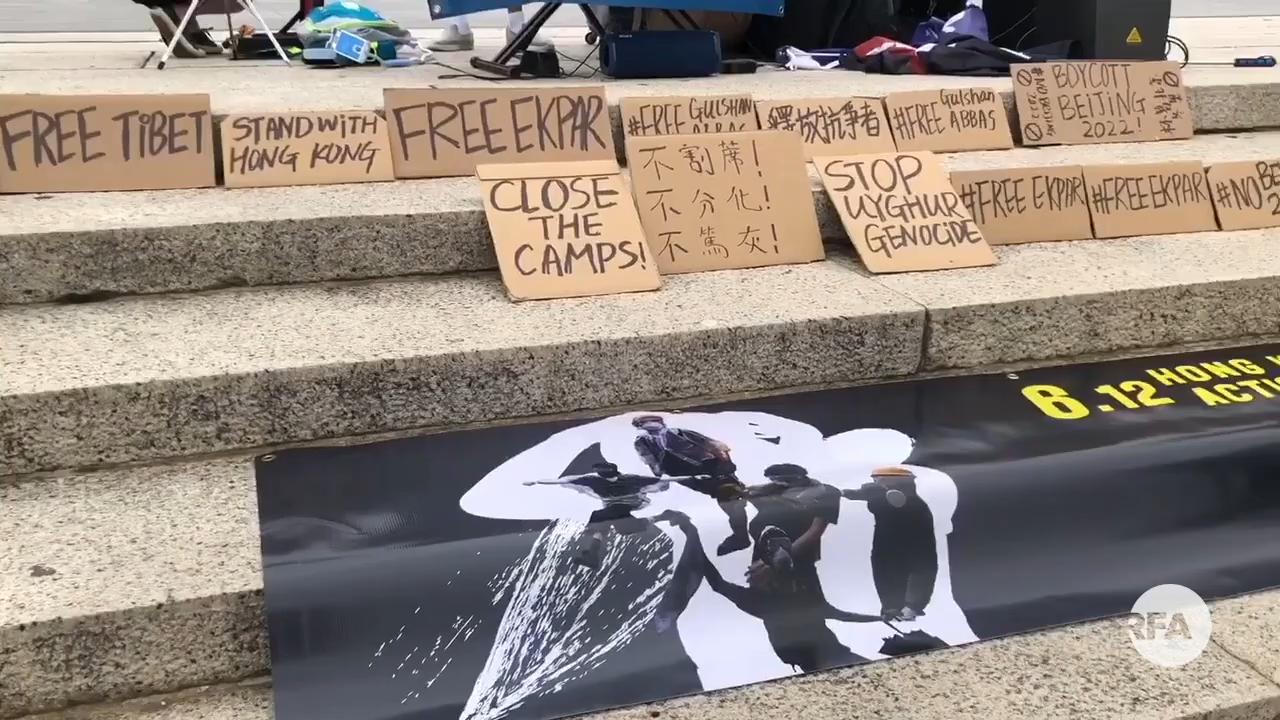 FREE TiBET
STAND WiTH
HONG KONG
FREE EKPAR
#FREE GULSHAN
ABBAS
釋放抗爭者
#FREE Gulshan
ABBAS
BOYCOTT
BEIJING
2022!
CLOSE
THE
CAMPS!
不割蓆!
不分化!
不篤灰!
STOP
UYGHUR
GENOCIDE
#FREE EKPAR
#FREE EKPAR
#NO
6.12 HONG
ACTI
RFA